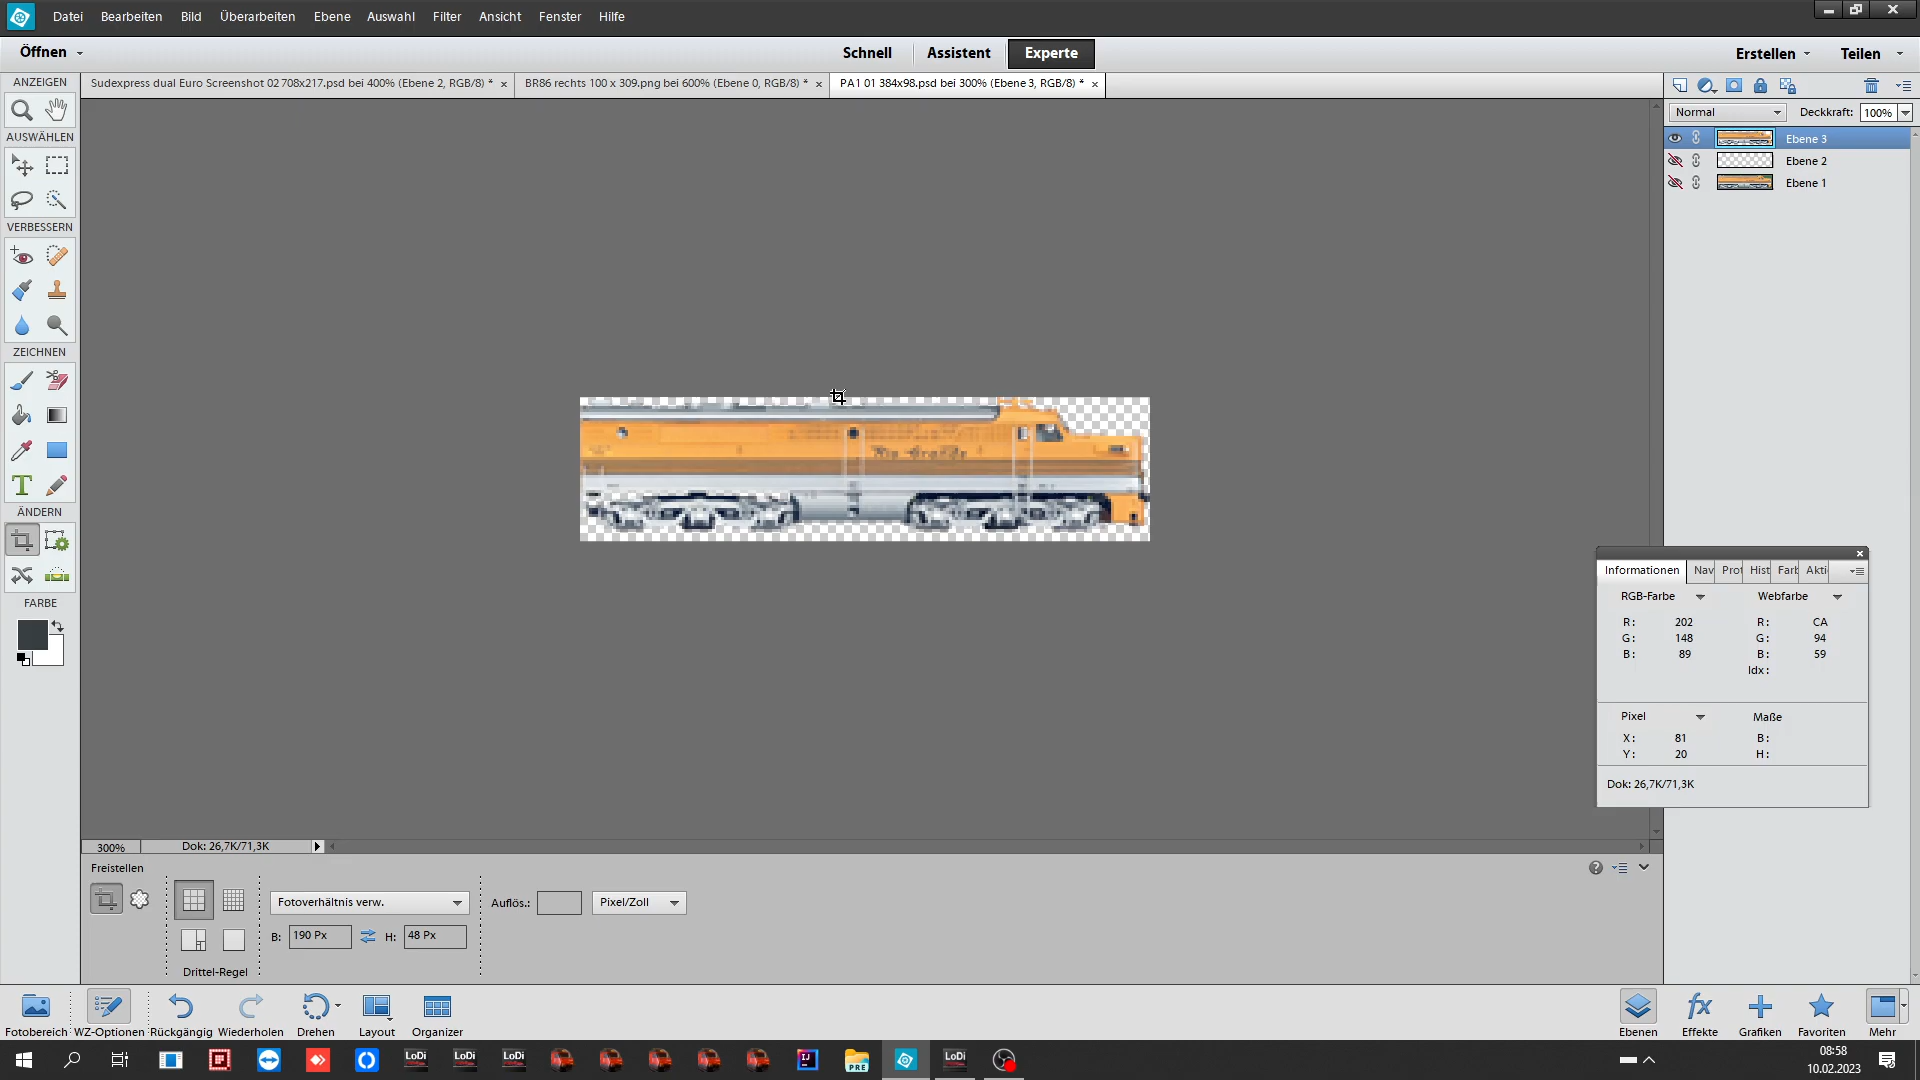 Datei Bearbeiten Bild Überarbeiten Ebene Auswahl Filter Ansicht Fenster Hilfe
Öffnen Schnell Assistent Experte Erstellen Teilen
ANZEIGEN
Sudexpress dual Euro Screenshot 02 708x217.psd bei 400% (Ebene 2, RGB/8) * ×
BR86 rechts 100 x 309.png bei 600% (Ebene 0, RGB/8) * ×
PA1 01 384x98.psd bei 300% (Ebene 3, RGB/8) * ×
Normal Deckkraft: 100%
Ebene 3
Ebene 2
Ebene 1
AUSWÄHLEN
VERBESSERN
ZEICHNEN
ÄNDERN
FARBE
Rio Grande
Informationen Nav Prot Hist Farb Akti
RGB-Farbe Webfarbe
R: 202 R: CA
G: 148 G: 94
B: 89 B: 59
Idx:
Pixel Maße
X: 81 B:
Y: 20 H:
Dok: 26,7K/71,3K
300% Dok: 26,7K/71,3K
Freistellen
Fotoverhältnis verw. Auflös.: Pixel/Zoll
B: 190 Px H: 48 Px
Drittel-Regel
Fotobereich WZ-Optionen Rückgängig Wiederholen Drehen Layout Organizer
Ebenen Effekte Grafiken Favoriten Mehr
LoDi LoDi LoDi IJ PRE LoDi
08:58
10.02.2023